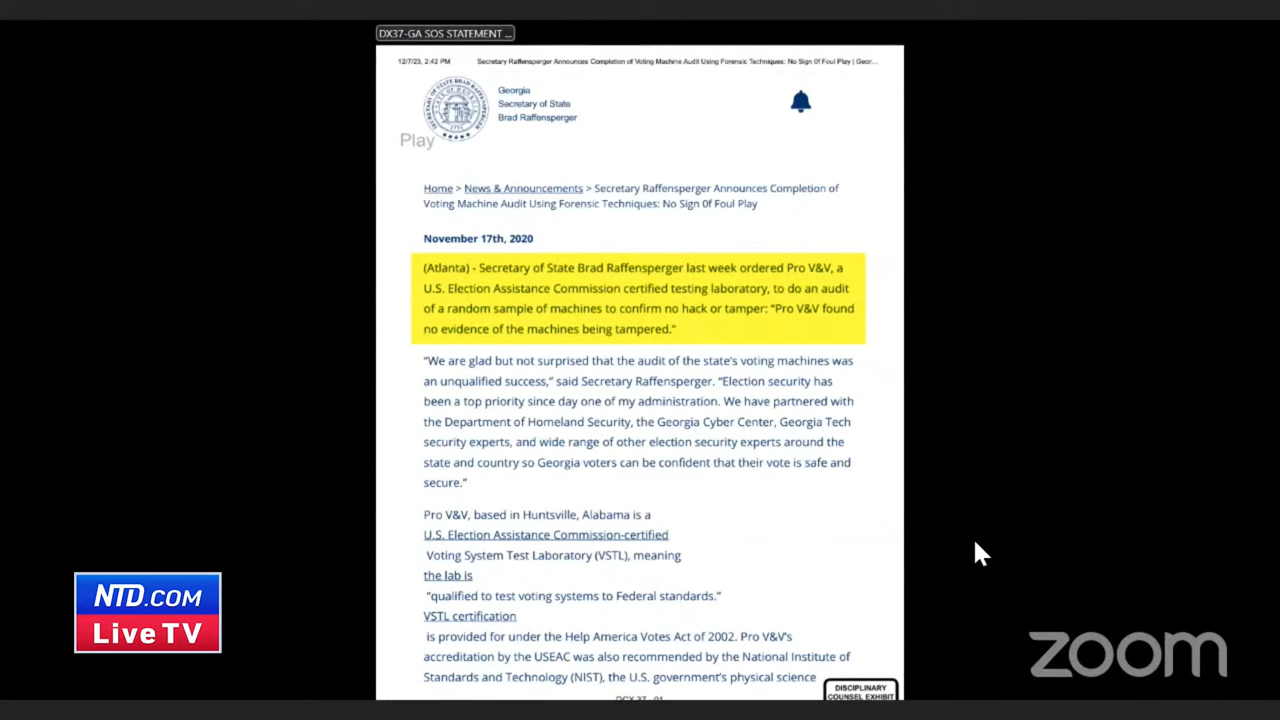 DX37-GA SOS STATEMENT ...
12/7/23, 2:42 PM Secretary Raffensperger Announces Completion of Voting Machine Audit Using Forensic Techniques: No Sign 0f Foul Play | Geor...
Georgia
Secretary of State
Brad Raffensperger
Play
Home > News & Announcements > Secretary Raffensperger Announces Completion of
Voting Machine Audit Using Forensic Techniques: No Sign 0f Foul Play
November 17th, 2020
(Atlanta) - Secretary of State Brad Raffensperger last week ordered Pro V&V, a
U.S. Election Assistance Commission certified testing laboratory, to do an audit
of a random sample of machines to confirm no hack or tamper: “Pro V&V found
no evidence of the machines being tampered.”
“We are glad but not surprised that the audit of the state’s voting machines was
an unqualified success,” said Secretary Raffensperger. “Election security has
been a top priority since day one of my administration. We have partnered with
the Department of Homeland Security, the Georgia Cyber Center, Georgia Tech
security experts, and wide range of other election security experts around the
state and country so Georgia voters can be confident that their vote is safe and
secure.”
Pro V&V, based in Huntsville, Alabama is a
U.S. Election Assistance Commission-certified
Voting System Test Laboratory (VSTL), meaning
the lab is
“qualified to test voting systems to Federal standards.”
VSTL certification
is provided for under the Help America Votes Act of 2002. Pro V&V’s
accreditation by the USEAC was also recommended by the National Institute of
Standards and Technology (NIST), the U.S. government’s physical science
DISCIPLINARY
COUNSEL EXHIBIT
NTD.COM
Live TV
zoom